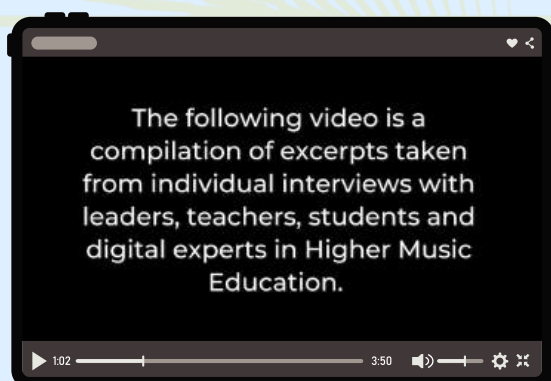 The following video is a
compilation of excerpts taken
from individual interviews with
leaders, teachers, students and
digital experts in Higher Music
Education.
1:02
3:50